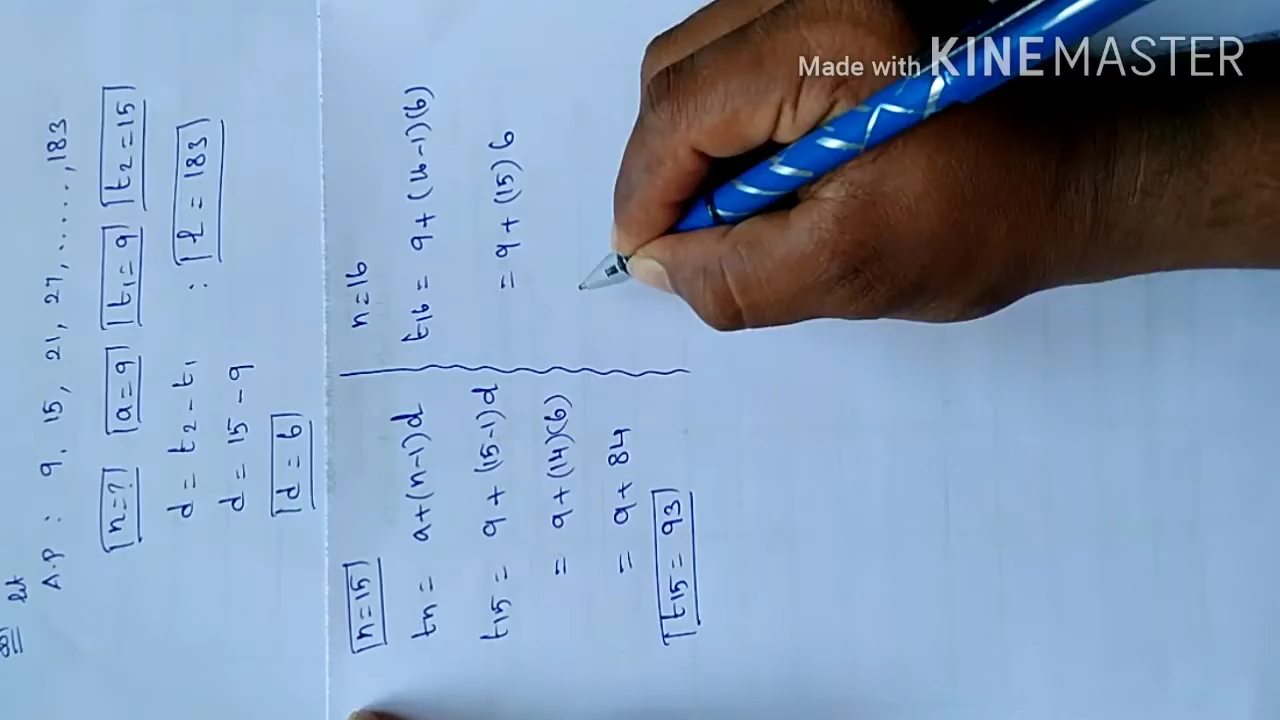 Made with KINEMASTER
Sol let
A.P : 9, 15, 21, 27, ....., 183
n=? a=9 t1=9 t2=15
d = t2 - t1 : l = 183
d = 15 - 9
d = 6
n=15
tn = a+(n-1)d
t15 = 9 + (15-1)d
= 9 + (14)(6)
= 9 + 84
t15 = 93
n=16
t16 = 9 + (16-1)(6)
= 9 + (15) 6